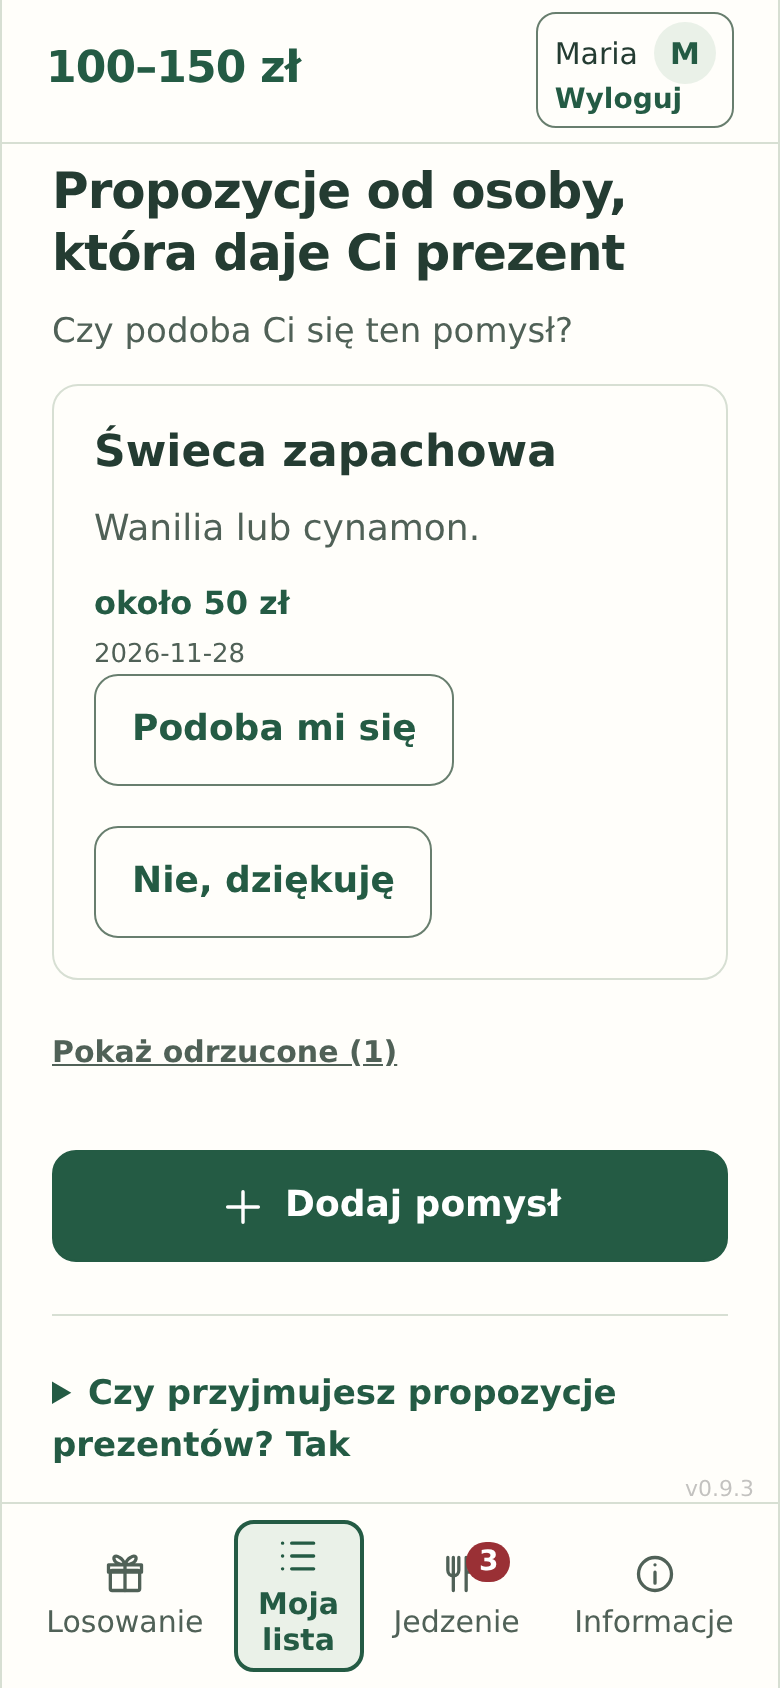 100–150 zł
Maria M
Wyloguj
Propozycje od osoby,
która daje Ci prezent
Czy podoba Ci się ten pomysł?
Świeca zapachowa
Wanilia lub cynamon.
około 50 zł
2026-11-28
Podoba mi się
Nie, dziękuję
Pokaż odrzucone (1)
Dodaj pomysł
Czy przyjmujesz propozycje
prezentów? Tak
v0.9.3
Losowanie
Moja
lista
3
Jedzenie
Informacje